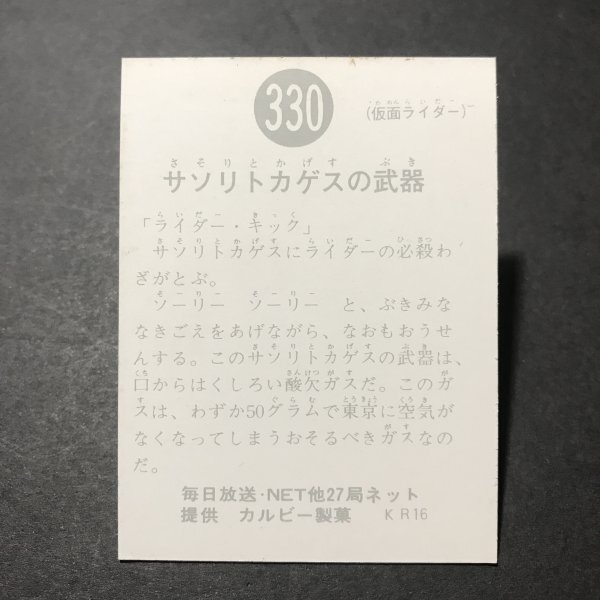 330
(仮面ライダー)
サソリトカゲスの武器
「ライダー・キック」
サソリトカゲスにライダーの必殺わ
ざがとぶ。
ソーリー ソーリー と、ぶきみな
なきごえをあげながら、なおもおうせ
んする。このサソリトカゲスの武器は、
口からはくしろい酸欠ガスだ。このガ
スは、わずか50グラムで東京に空気が
なくなってしまうおそるべきガスなの
だ。
毎日放送・NET他27局ネット
提供 カルビー製菓 KR16